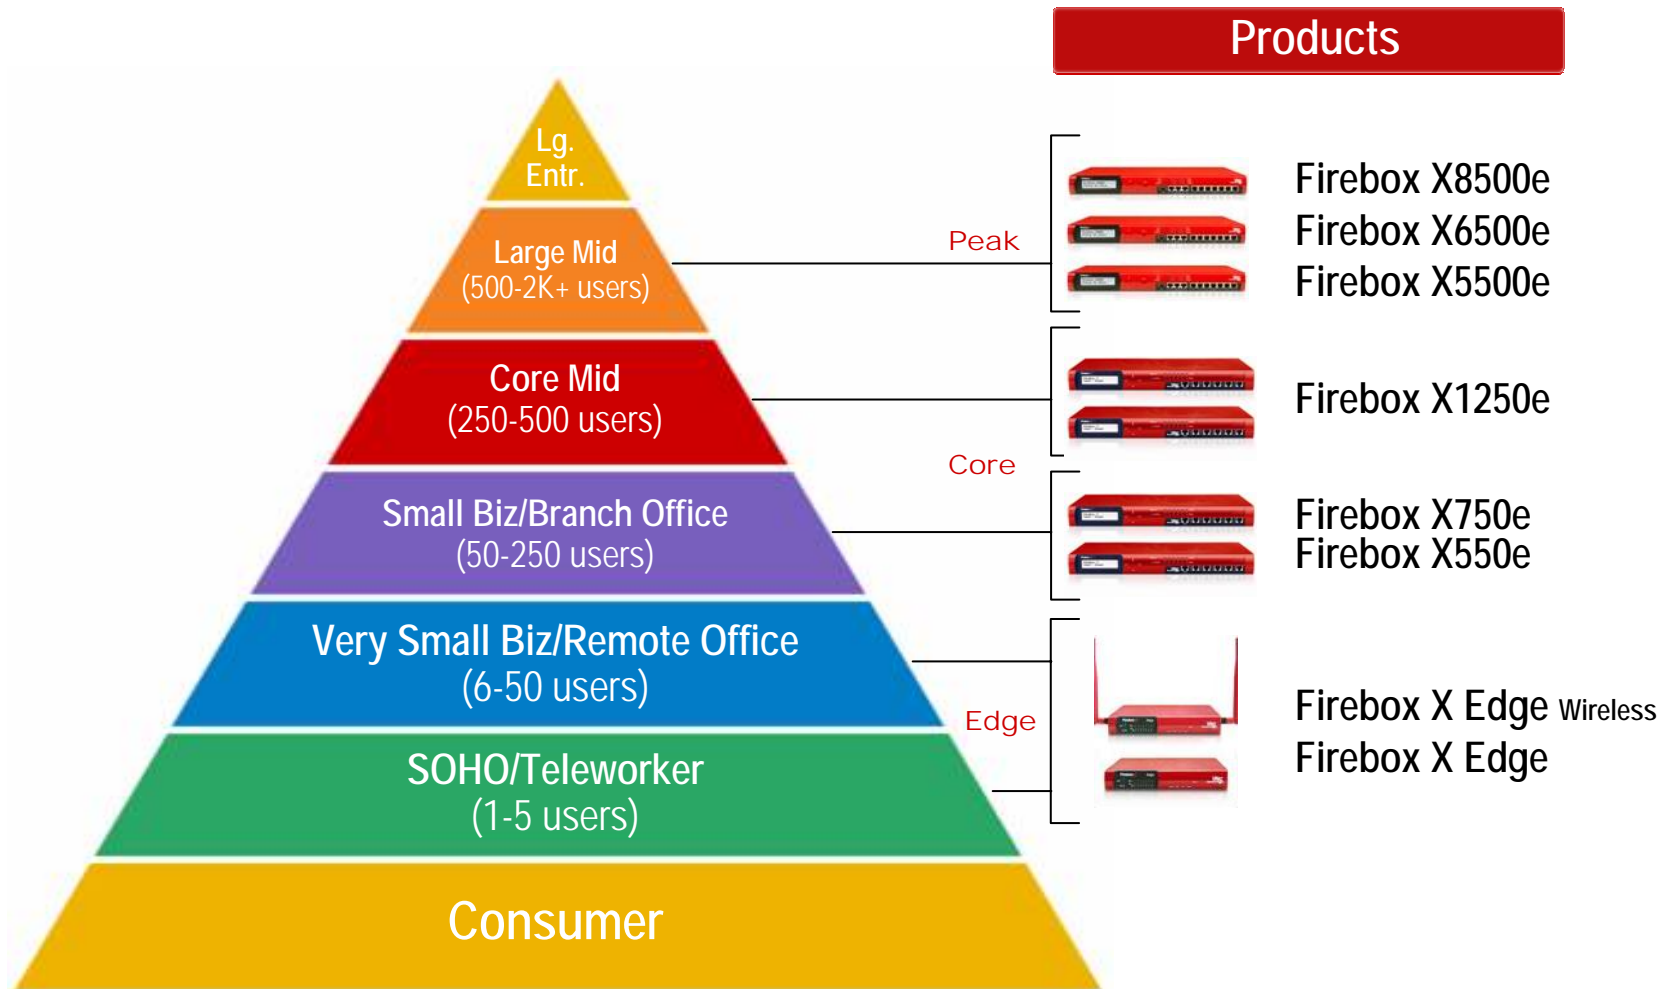 Products
Lg.
Entr.
Large Mid
(500-2K+ users)
Peak
Firebox X8500e
Firebox X6500e
Firebox X5500e
Core Mid
(250-500 users)
Firebox X1250e
Core
Small Biz/Branch Office
(50-250 users)
Firebox X750e
Firebox X550e
Very Small Biz/Remote Office
(6-50 users)
Edge
Firebox X Edge Wireless
Firebox X Edge
SOHO/Teleworker
(1-5 users)
Consumer